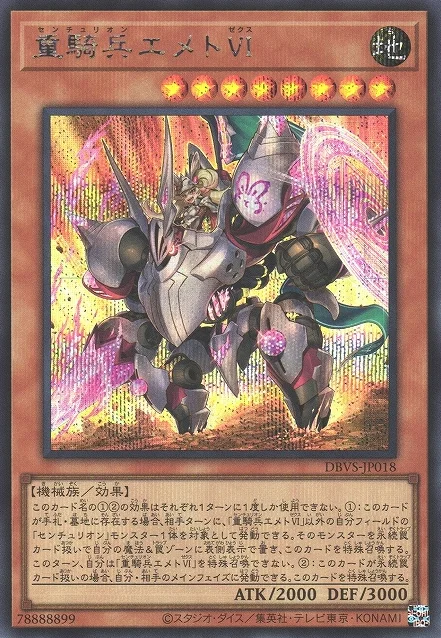 センチュリオン ゼクス
重騎兵エメトⅥ
地
DBVS-JP018
【機械族／効果】
このカード名の①②の効果はそれぞれ1ターンに1度しか使用できない。①：このカード
が手札・墓地に存在する場合、相手ターンに、「重騎兵エメトⅥ」以外の自分フィールドの
「センチュリオン」モンスター1体を対象として発動できる。そのモンスターを永続罠
カード扱いで自分の魔法＆罠ゾーンに表側表示で置き、このカードを特殊召喚する。
このターン、自分は「重騎兵エメトⅥ」を特殊召喚できない。②：このカードが永続罠
カード扱いの場合、自分・相手のメインフェイズに発動できる。このカードを特殊召喚する。
ATK/2000 DEF/3000
78888899
©スタジオ・ダイス／集英社・テレビ東京・KONAMI